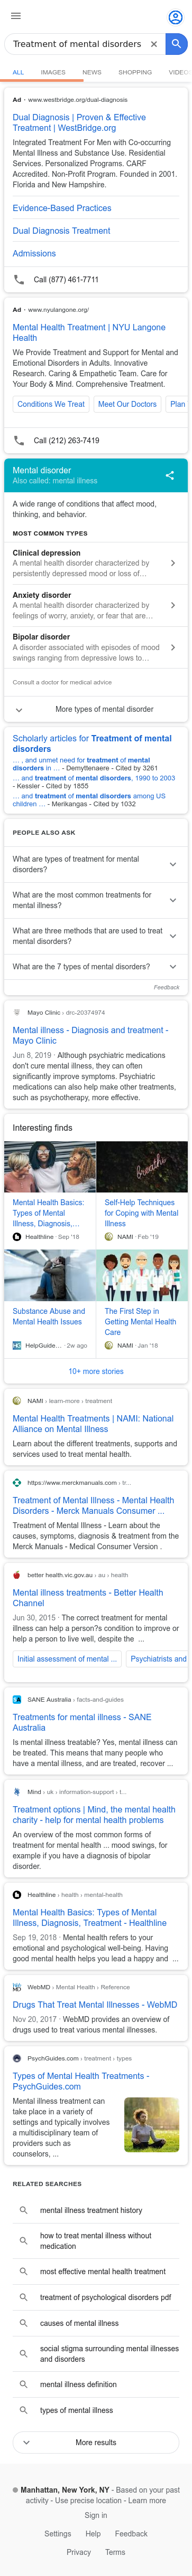 Treatment of mental disorders
ALL IMAGES NEWS SHOPPING VIDEO
Ad · www.westbridge.org/dual-diagnosis
Dual Diagnosis | Proven & Effective
Treatment | WestBridge.org
Integrated Treatment For Men with Co-occurring
Mental Illness and Substance Use. Residential
Services. Personalized Programs. CARF
Accredited. Non-Profit Program. Founded in 2001.
Florida and New Hampshire.
Evidence-Based Practices
Dual Diagnosis Treatment
Admissions
Call (877) 461-7711
Ad · www.nyulangone.org/
Mental Health Treatment | NYU Langone
Health
We Provide Treatment and Support for Mental and
Emotional Disorders in Adults. Innovative
Research. Caring & Empathetic Team. Care for
Your Body & Mind. Comprehensive Treatment.
Conditions We Treat Meet Our Doctors Plan
Call (212) 263-7419
Mental disorder
Also called: mental illness
A wide range of conditions that affect mood,
thinking, and behavior.
MOST COMMON TYPES
Clinical depression
A mental health disorder characterized by
persistently depressed mood or loss of…
Anxiety disorder
A mental health disorder characterized by
feelings of worry, anxiety, or fear that are…
Bipolar disorder
A disorder associated with episodes of mood
swings ranging from depressive lows to…
Consult a doctor for medical advice
More types of mental disorder
Scholarly articles for Treatment of mental
disorders
… , and unmet need for treatment of mental
disorders in … - Demyttenaere - Cited by 3261
… and treatment of mental disorders, 1990 to 2003
- Kessler - Cited by 1855
… and treatment of mental disorders among US
children … - Merikangas - Cited by 1032
PEOPLE ALSO ASK
What are types of treatment for mental
disorders?
What are the most common treatments for
mental illness?
What are three methods that are used to treat
mental disorders?
What are the 7 types of mental disorders?
Feedback
Mayo Clinic › drc-20374974
Mental illness - Diagnosis and treatment -
Mayo Clinic
Jun 8, 2019 · Although psychiatric medications
don't cure mental illness, they can often
significantly improve symptoms. Psychiatric
medications can also help make other treatments,
such as psychotherapy, more effective.
Interesting finds
breathe
Mental Health Basics:
Types of Mental
Illness, Diagnosis,…
Healthline · Sep '18
Self-Help Techniques
for Coping with Mental
Illness
NAMI · Feb '19
Substance Abuse and
Mental Health Issues
HelpGuide… · 2w ago
The First Step in
Getting Mental Health
Care
NAMI · Jan '18
10+ more stories
NAMI › learn-more › treatment
Mental Health Treatments | NAMI: National
Alliance on Mental Illness
Learn about the different treatments, supports and
services used to treat mental health.
https://www.merckmanuals.com › tr...
Treatment of Mental Illness - Mental Health
Disorders - Merck Manuals Consumer ...
Treatment of Mental Illness - Learn about the
causes, symptoms, diagnosis & treatment from the
Merck Manuals - Medical Consumer Version .
better health.vic.gov.au › au › health
Mental illness treatments - Better Health
Channel
Jun 30, 2015 · The correct treatment for mental
illness can help a person?s condition to improve or
help a person to live well, despite the ...
Initial assessment of mental ... Psychiatrists and
SANE Australia › facts-and-guides
Treatments for mental illness - SANE
Australia
Is mental illness treatable? Yes, mental illness can
be treated. This means that many people who
have a mental illness, and are treated, recover ...
Mind › uk › information-support › t...
Treatment options | Mind, the mental health
charity - help for mental health problems
An overview of the most common forms of
treatment for mental health ... mood swings, for
example if you have a diagnosis of bipolar
disorder.
Healthline › health › mental-health
Mental Health Basics: Types of Mental
Illness, Diagnosis, Treatment - Healthline
Sep 19, 2018 · Mental health refers to your
emotional and psychological well-being. Having
good mental health helps you lead a happy and ...
WebMD › Mental Health › Reference
Drugs That Treat Mental Illnesses - WebMD
Nov 20, 2017 · WebMD provides an overview of
drugs used to treat various mental illnesses.
PsychGuides.com › treatment › types
Types of Mental Health Treatments -
PsychGuides.com
Mental illness treatment can
take place in a variety of
settings and typically involves
a multidisciplinary team of
providers such as
counselors, ...
RELATED SEARCHES
mental illness treatment history
how to treat mental illness without
medication
most effective mental health treatment
treatment of psychological disorders pdf
causes of mental illness
social stigma surrounding mental illnesses
and disorders
mental illness definition
types of mental illness
More results
Manhattan, New York, NY - Based on your past
activity - Use precise location - Learn more
Sign in
Settings Help Feedback
Privacy Terms